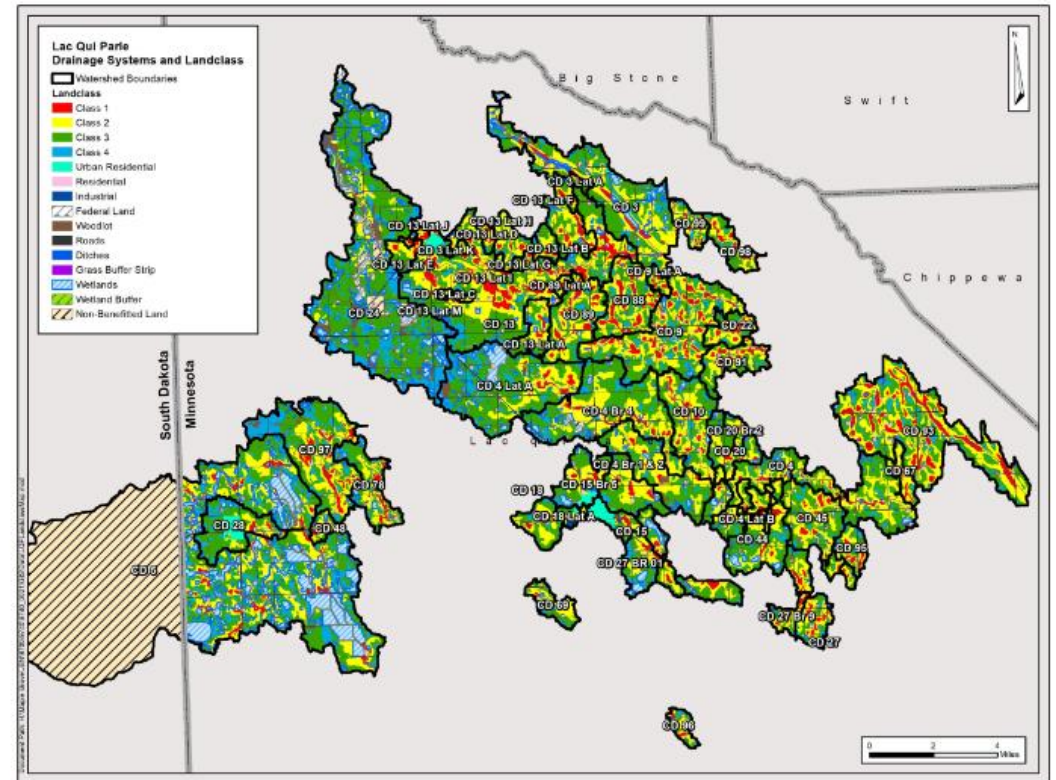 Lac Qui Parle
Drainage Systems and Landclass
Watershed Boundaries
Landclass
Class 1
Class 2
Class 3
Class 4
Urban Residential
Residential
Industrial
Federal Land
Woodlot
Roads
Ditches
Grass Buffer Strip
Wetlands
Wetland Buffer
Non-Benefitted Land
N
Big Stone
Swift
Chippewa
South Dakota
Minnesota
Lac q
CD 3 Lat A
CD 13 Lat F
CD 3
CD 13 Lat H
CD 13 Lat J
CD 13 Lat B
CD 3 Lat K
CD 98
CD 13 Lat E
CD 13 Lat G
CD 9 Lat A
CD 13 Lat I
CD 89 Lat A
CD 13 Lat C
CD 88
CD 13 Lat M
CD 24
CD 89
CD 22
CD 13
CD 9
CD 13 Lat A
CD 91
CD 4 Lat A
CD 4 Br 4
CD 10
CD 20 Br 2
CD 93
CD 20
CD 97
CD 4 Br 1 & 2
CD 4
CD 67
CD 78
CD 15 Br 5
CD 18
CD 18 Lat A
CD 4 Lat B
CD 45
CD 28
CD 48
CD 15
CD 44
CD 95
CD 27 BR 01
CD 69
CD 27 Br 9
CD 27
CD 96
0 2 4
Miles